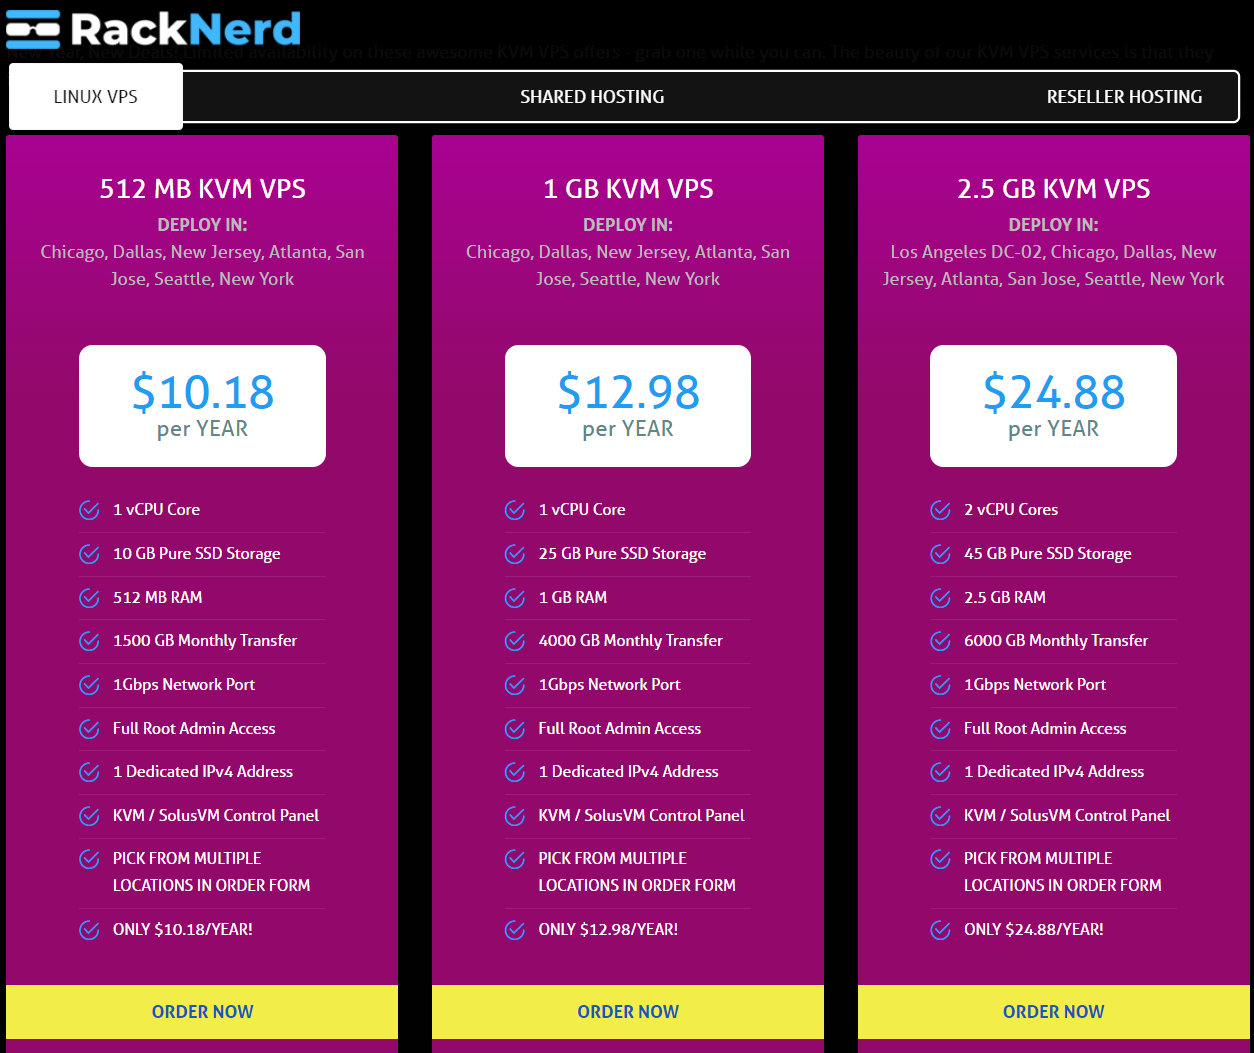 RackNerd
New Year, New Deals! Limited availability on these awesome KVM VPS offers - grab one while you can. The beauty of our KVM VPS services is that they
LINUX VPS
SHARED HOSTING
RESELLER HOSTING
512 MB KVM VPS
DEPLOY IN:
Chicago, Dallas, New Jersey, Atlanta, San
Jose, Seattle, New York
$10.18
per YEAR
1 vCPU Core
10 GB Pure SSD Storage
512 MB RAM
1500 GB Monthly Transfer
1Gbps Network Port
Full Root Admin Access
1 Dedicated IPv4 Address
KVM / SolusVM Control Panel
PICK FROM MULTIPLE
LOCATIONS IN ORDER FORM
ONLY $10.18/YEAR!
ORDER NOW
1 GB KVM VPS
DEPLOY IN:
Chicago, Dallas, New Jersey, Atlanta, San
Jose, Seattle, New York
$12.98
per YEAR
1 vCPU Core
25 GB Pure SSD Storage
1 GB RAM
4000 GB Monthly Transfer
1Gbps Network Port
Full Root Admin Access
1 Dedicated IPv4 Address
KVM / SolusVM Control Panel
PICK FROM MULTIPLE
LOCATIONS IN ORDER FORM
ONLY $12.98/YEAR!
ORDER NOW
2.5 GB KVM VPS
DEPLOY IN:
Los Angeles DC-02, Chicago, Dallas, New
Jersey, Atlanta, San Jose, Seattle, New York
$24.88
per YEAR
2 vCPU Cores
45 GB Pure SSD Storage
2.5 GB RAM
6000 GB Monthly Transfer
1Gbps Network Port
Full Root Admin Access
1 Dedicated IPv4 Address
KVM / SolusVM Control Panel
PICK FROM MULTIPLE
LOCATIONS IN ORDER FORM
ONLY $24.88/YEAR!
ORDER NOW